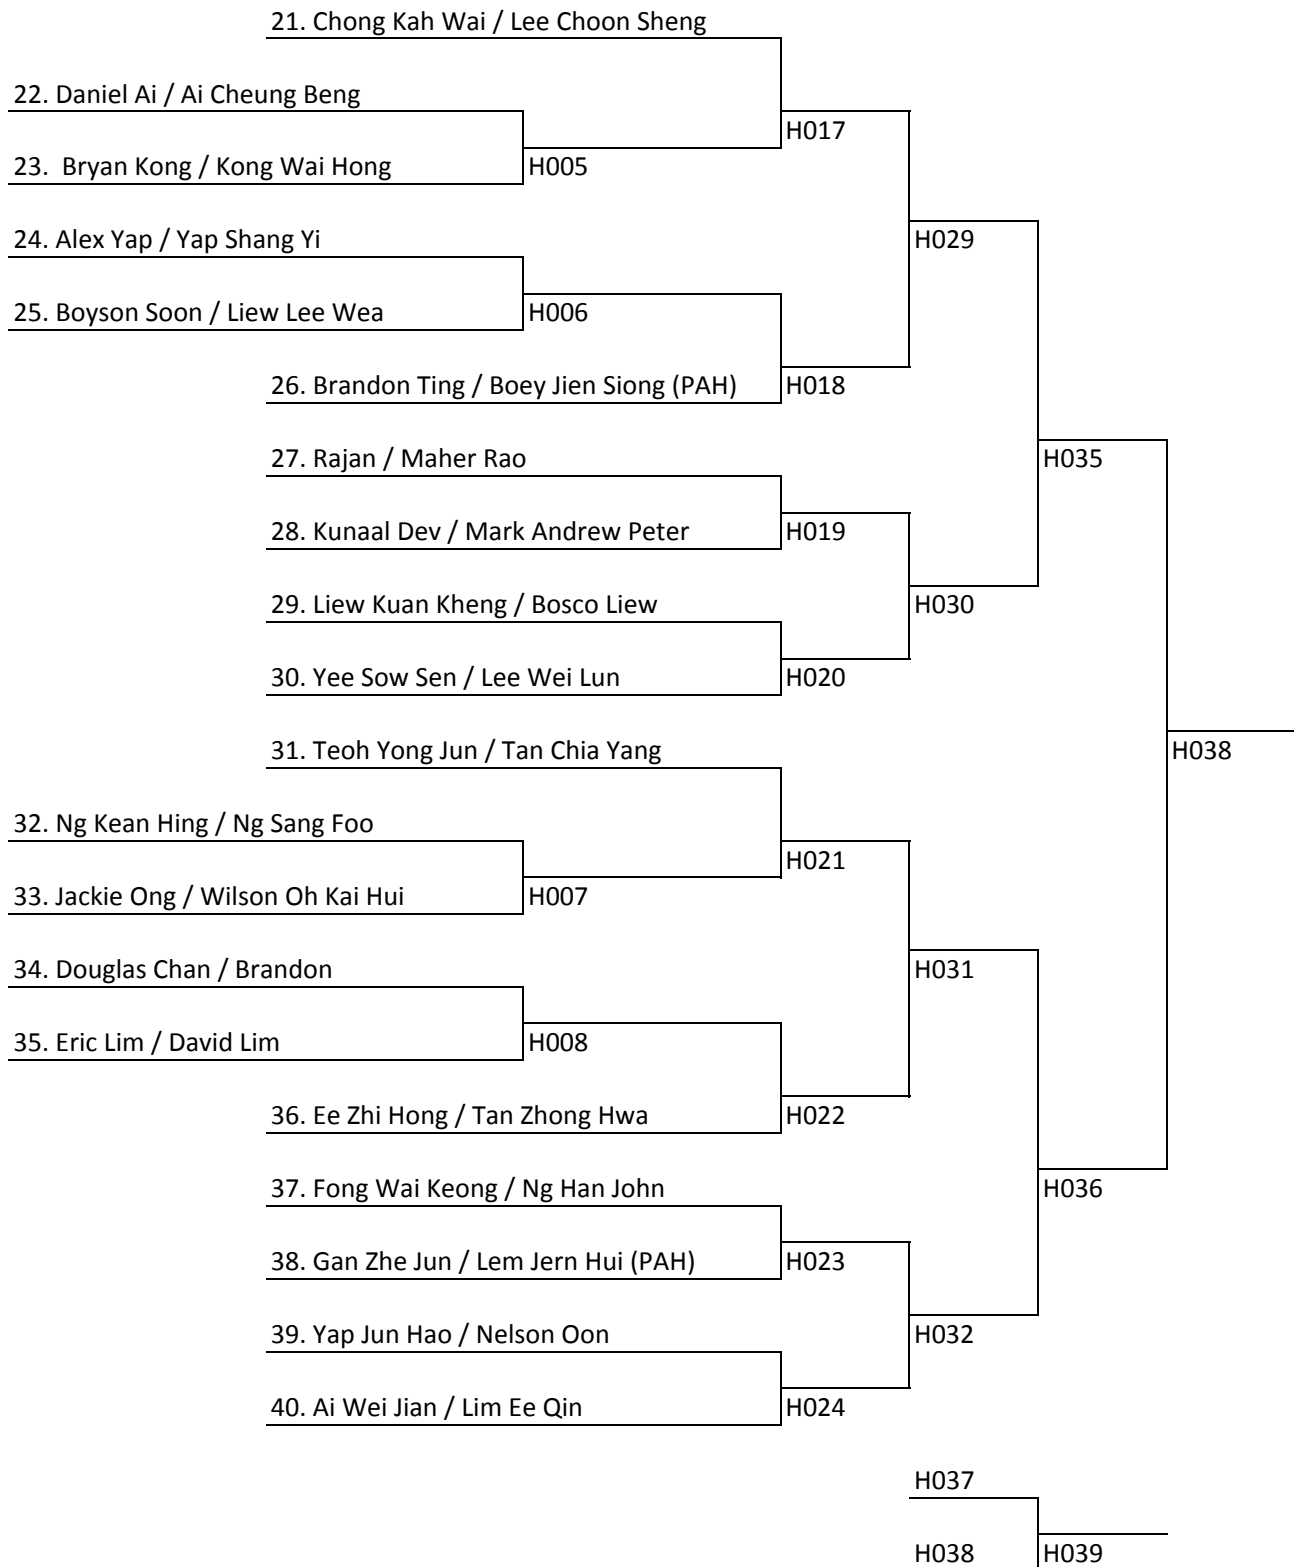 21. Chong Kah Wai / Lee Choon Sheng
22. Daniel Ai / Ai Cheung Beng
H017
23.  Bryan Kong / Kong Wai Hong
H005
24. Alex Yap / Yap Shang Yi
H029
25. Boyson Soon / Liew Lee Wea
H006
26. Brandon Ting / Boey Jien Siong (PAH)
H018
27. Rajan / Maher Rao
H035
28. Kunaal Dev / Mark Andrew Peter
H019
29. Liew Kuan Kheng / Bosco Liew
H030
30. Yee Sow Sen / Lee Wei Lun
H020
31. Teoh Yong Jun / Tan Chia Yang
H038
32. Ng Kean Hing / Ng Sang Foo
H021
33. Jackie Ong / Wilson Oh Kai Hui
H007
34. Douglas Chan / Brandon
H031
35. Eric Lim / David Lim
H008
36. Ee Zhi Hong / Tan Zhong Hwa
H022
37. Fong Wai Keong / Ng Han John
H036
38. Gan Zhe Jun / Lem Jern Hui (PAH)
H023
39. Yap Jun Hao / Nelson Oon
H032
40. Ai Wei Jian / Lim Ee Qin
H024
H037
H038
H039